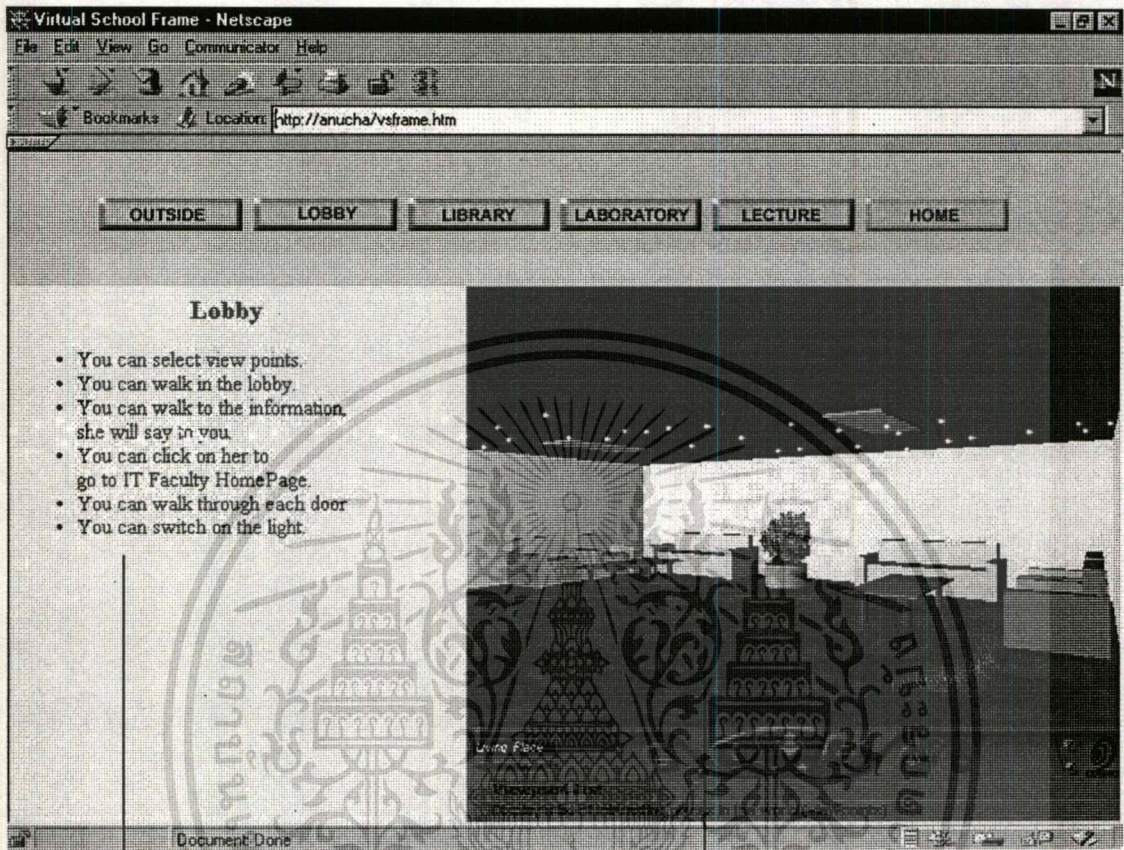 Virtual School Frame - Netscape
File Edit View Go Communicator Help
N
Bookmarks Location: http://anucha/vsframe.htm
OUTSIDE LOBBY LIBRARY LABORATORY LECTURE HOME
Lobby
• You can select view points.
• You can walk in the lobby.
• You can walk to the information,
she will say to you.
• You can click on her to
go to IT Faculty HomePage.
• You can walk through each door
• You can switch on the light.
Living Place
Document: Done